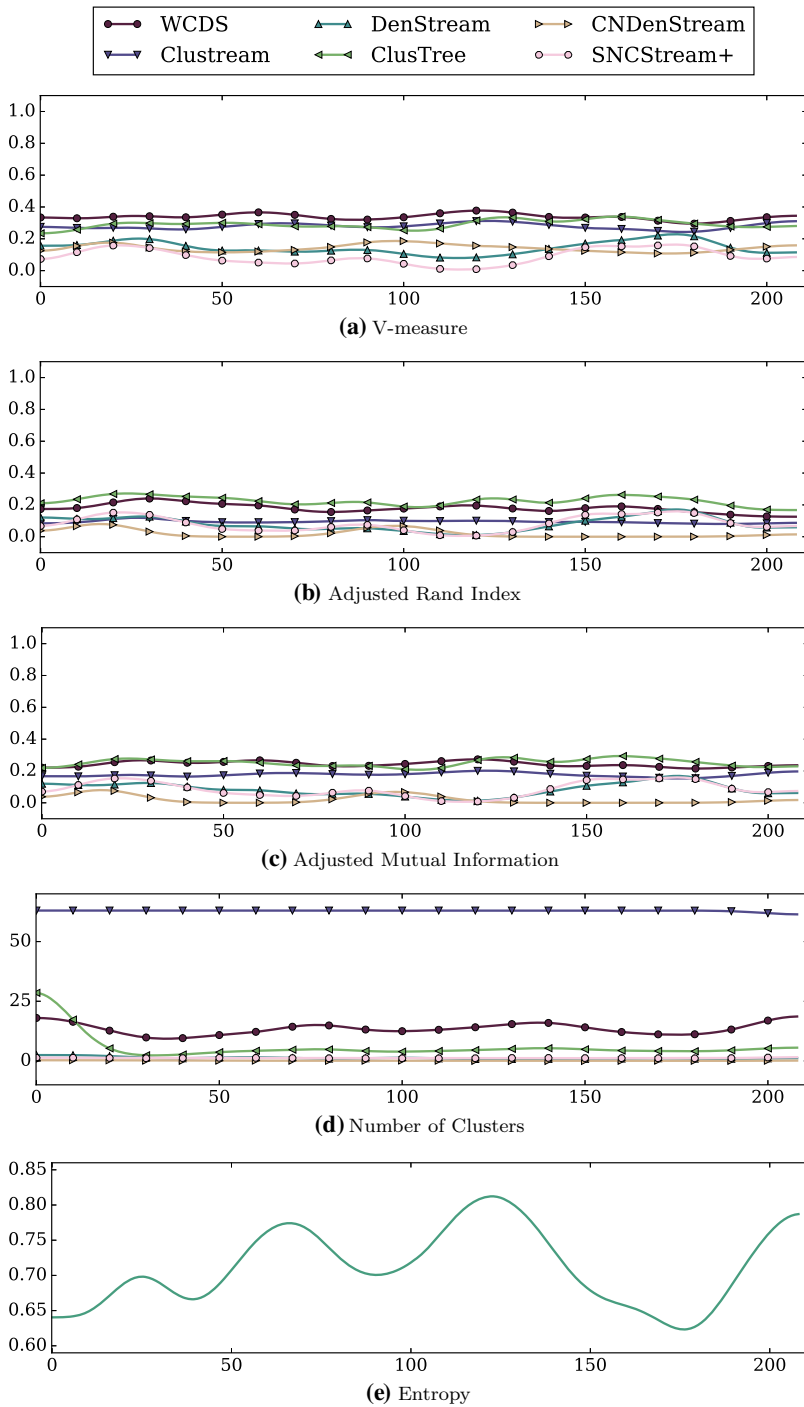 WCDS DenStream CNDenStream
Clustream ClusTree SNCStream+
1.0
0.8
0.6
0.4
0.2
0.0
0 50 100 150 200
(a) V-measure
1.0
0.8
0.6
0.4
0.2
0.0
0 50 100 150 200
(b) Adjusted Rand Index
1.0
0.8
0.6
0.4
0.2
0.0
0 50 100 150 200
(c) Adjusted Mutual Information
50
25
0
0 50 100 150 200
(d) Number of Clusters
0.85
0.80
0.75
0.70
0.65
0.60
0 50 100 150 200
(e) Entropy